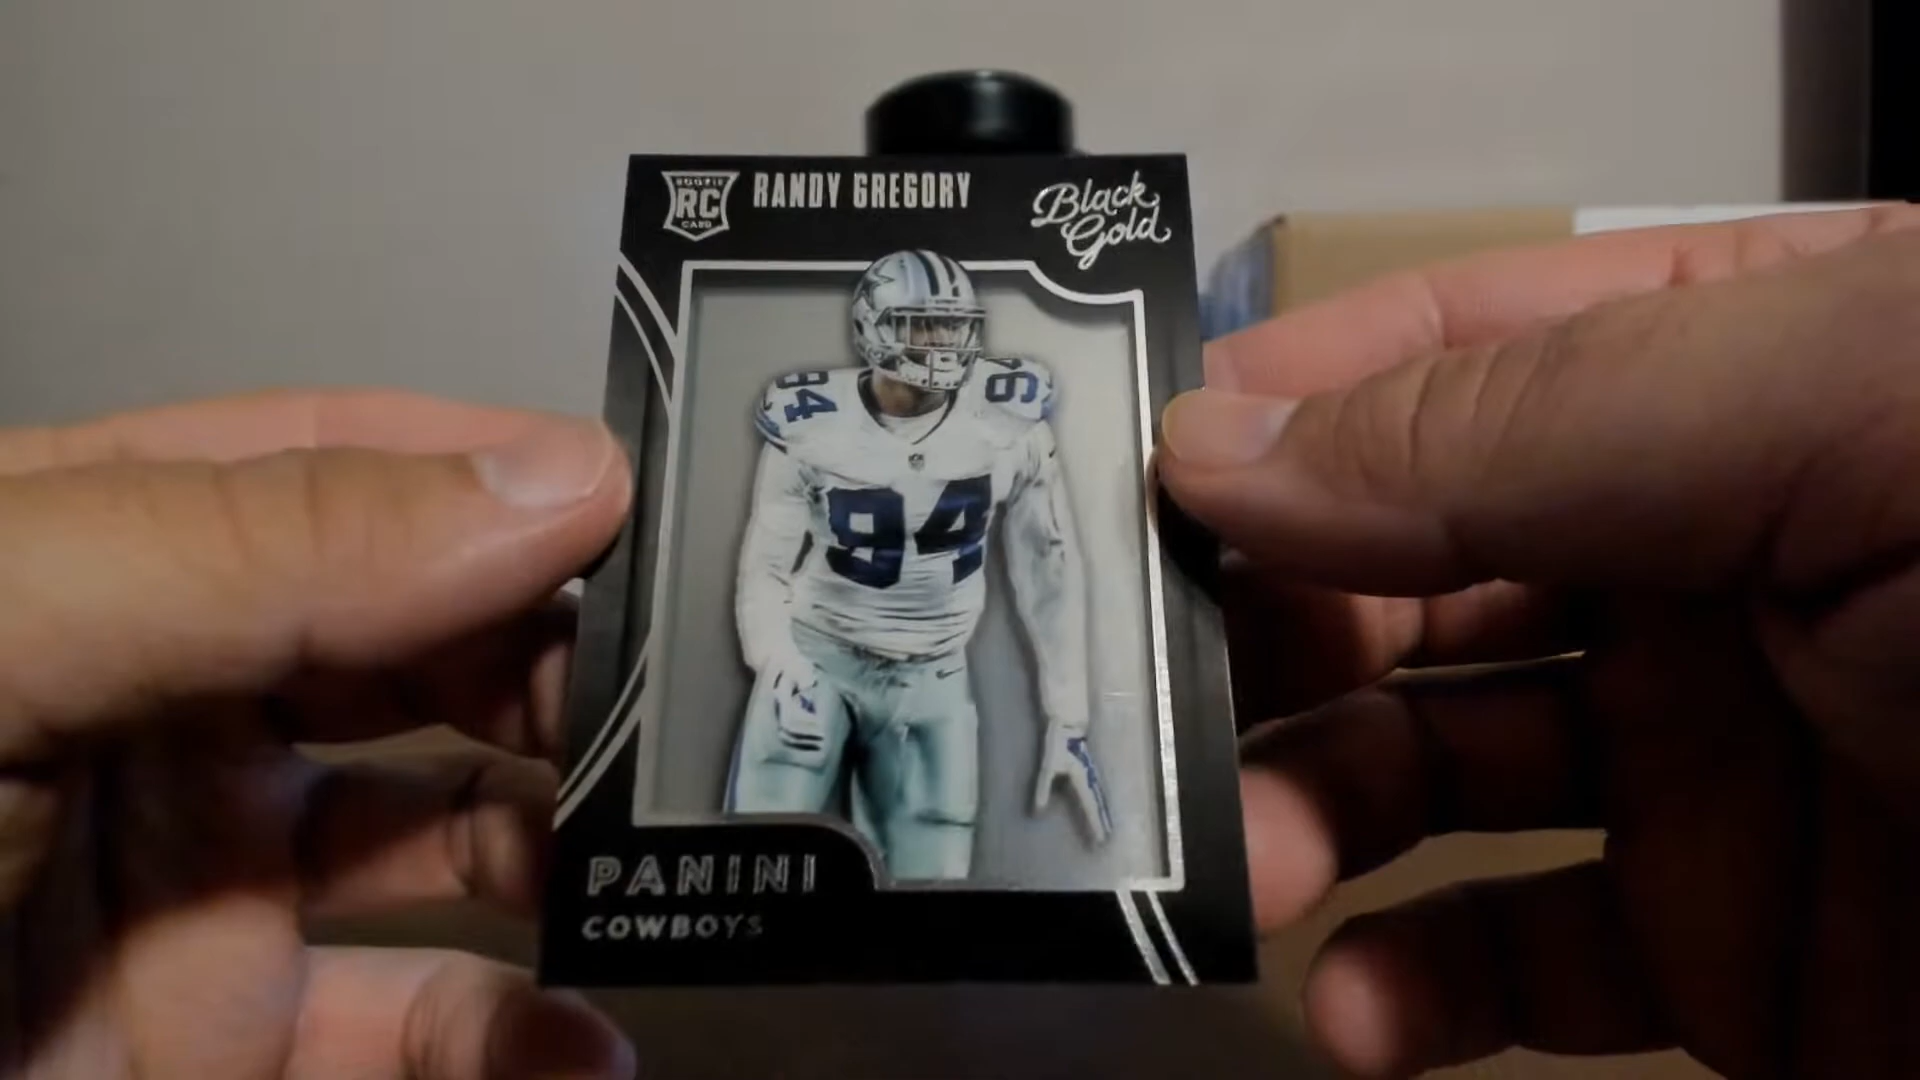 ROOKIE
RC
CARD
RANDY GREGORY
Black
Gold
94
94
94
PANINI
COWBOYS